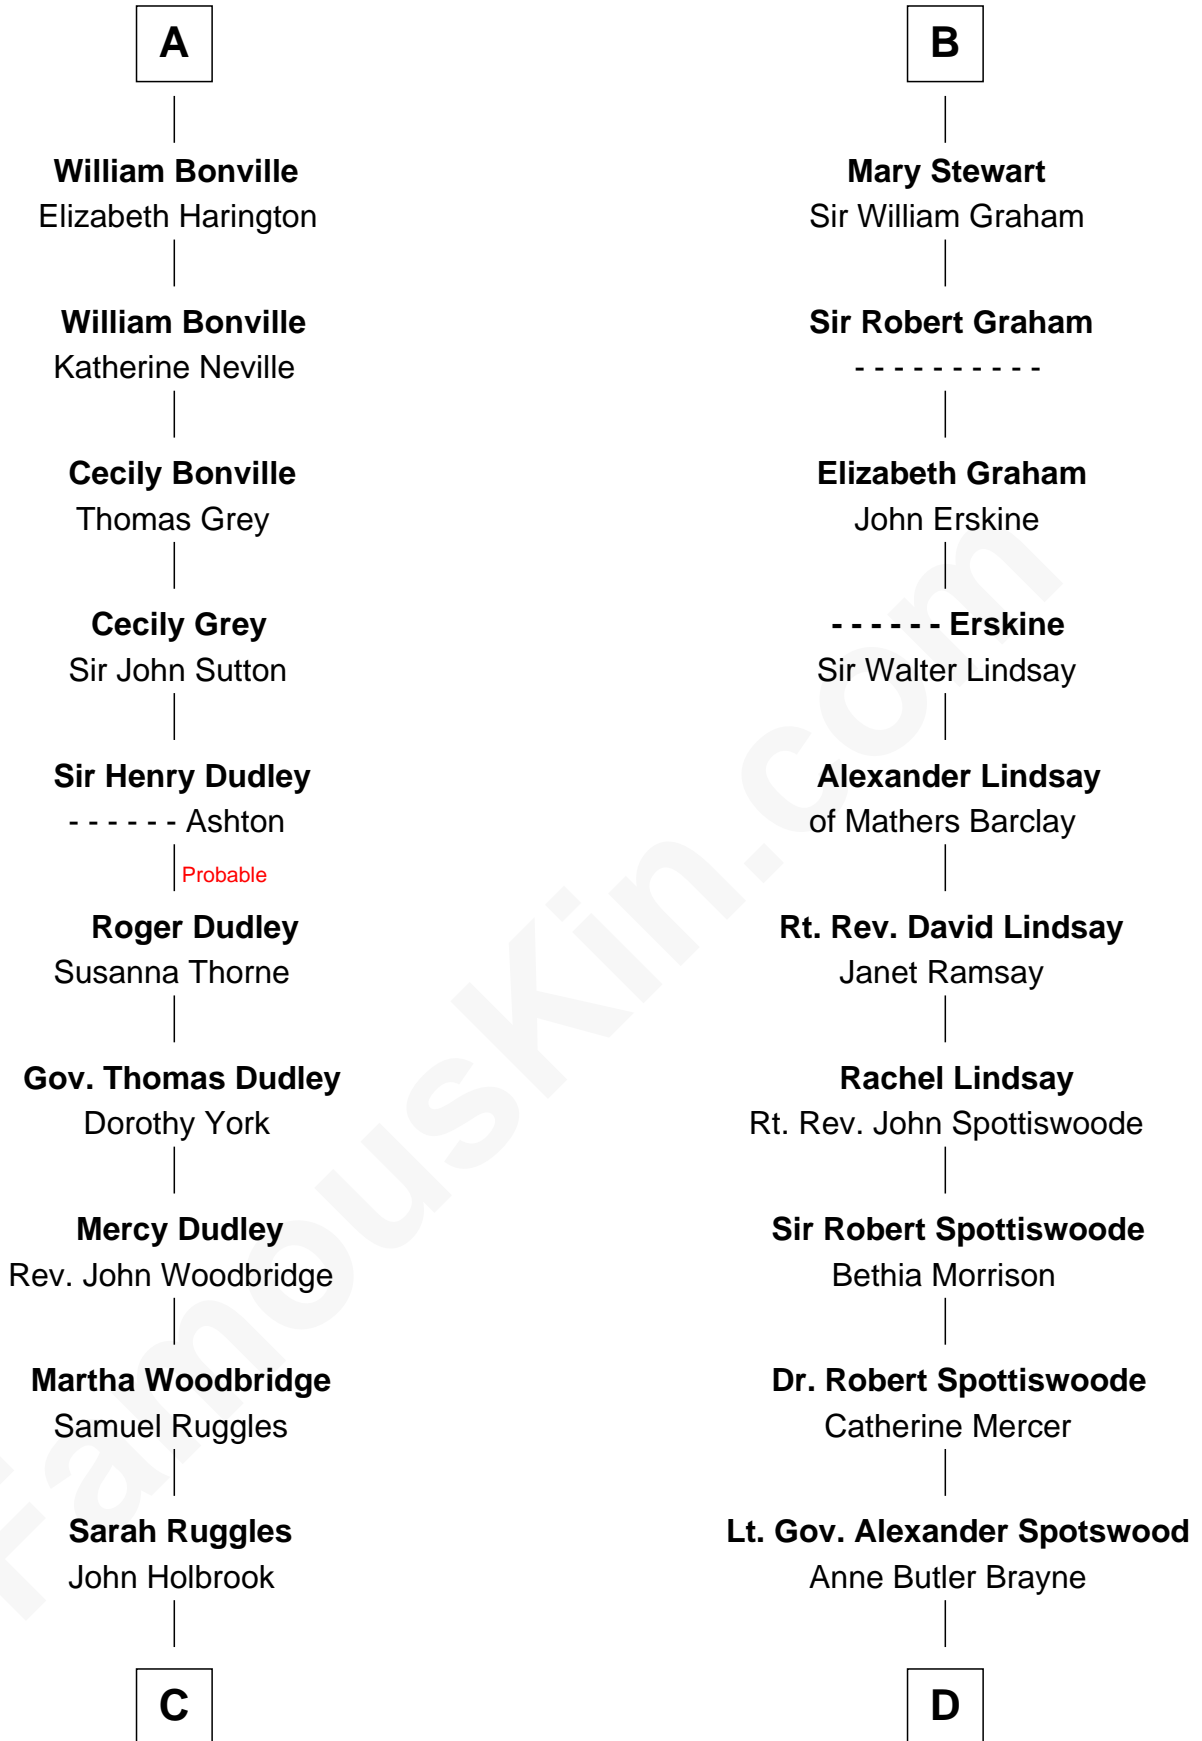 A
William Bonville
Elizabeth Harington
William Bonville
Katherine Neville
Cecily Bonville
Thomas Grey
Cecily Grey
Sir John Sutton
Sir Henry Dudley
- - - - - - Ashton
Probable
Roger Dudley
Susanna Thorne
Gov. Thomas Dudley
Dorothy York
Mercy Dudley
Rev. John Woodbridge
Martha Woodbridge
Samuel Ruggles
Sarah Ruggles
John Holbrook
C
B
Mary Stewart
Sir William Graham
Sir Robert Graham
- - - - - - - - - -
Elizabeth Graham
John Erskine
- - - - - - Erskine
Sir Walter Lindsay
Alexander Lindsay
of Mathers Barclay
Rt. Rev. David Lindsay
Janet Ramsay
Rachel Lindsay
Rt. Rev. John Spottiswoode
Sir Robert Spottiswoode
Bethia Morrison
Dr. Robert Spottiswoode
Catherine Mercer
Lt. Gov. Alexander Spotswood
Anne Butler Brayne
D
FamousKin.com